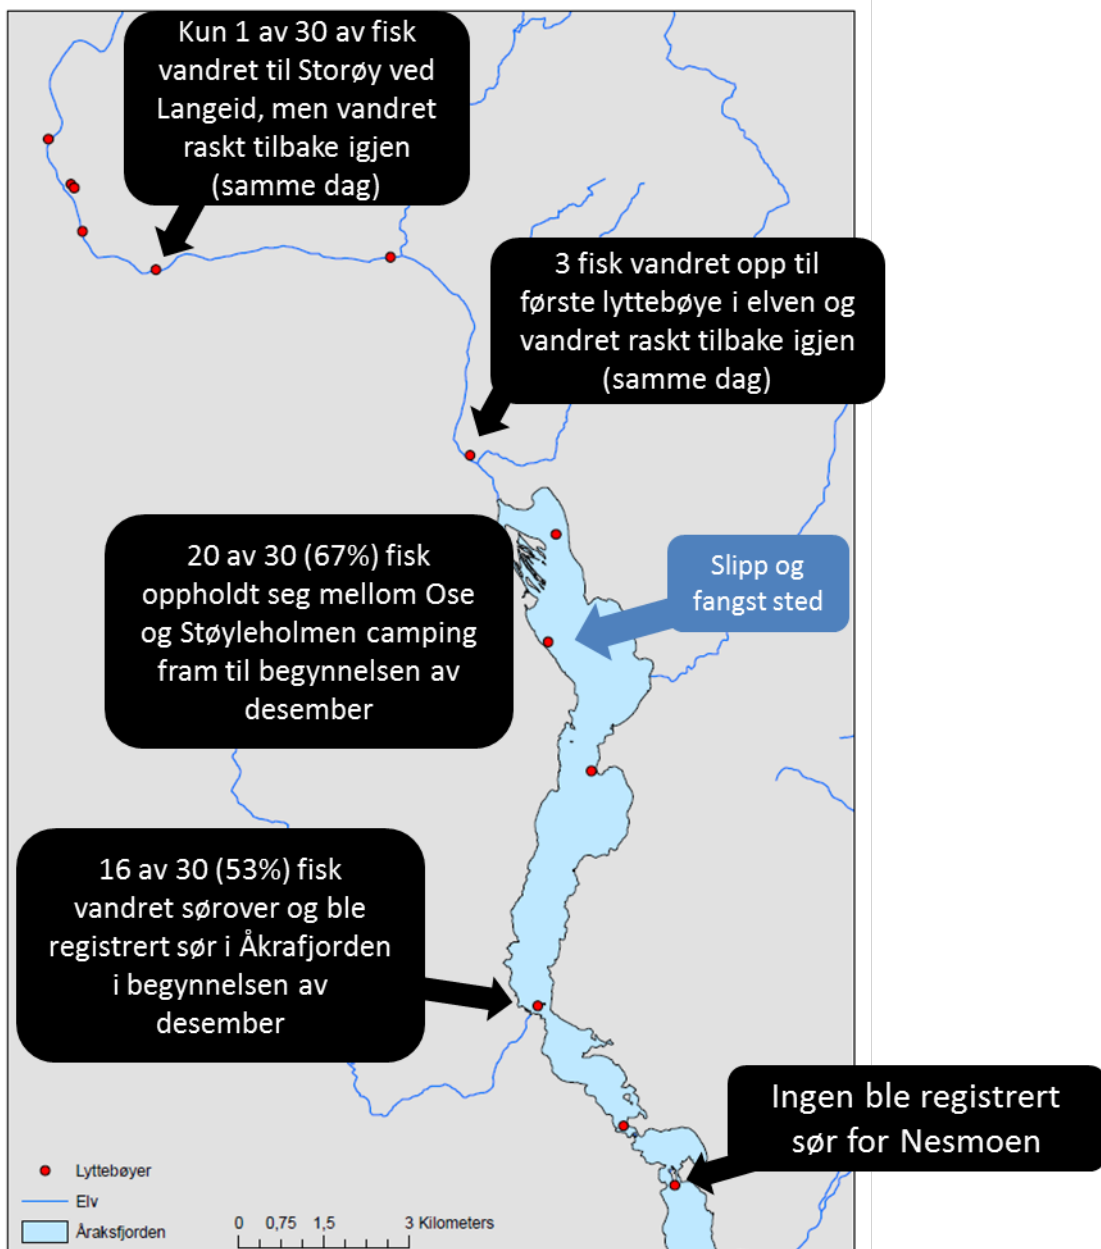 Kun 1 av 30 av fisk
vandret til Storøy ved
Langeid, men vandret
raskt tilbake igjen
(samme dag)
3 fisk vandret opp til
første lyttebøye i elven og
vandret raskt tilbake igjen
(samme dag)
20 av 30 (67%) fisk
oppholdt seg mellom Ose
og Støyleholmen camping
fram til begynnelsen av
desember
Slipp og
fangst sted
16 av 30 (53%) fisk
vandret sørover og ble
registrert sør i Åkrafjorden
i begynnelsen av
desember
Ingen ble registrert
sør for Nesmoen
Lyttebøyer
Elv
Åraksfjorden
0 0,75 1,5 3 Kilometers